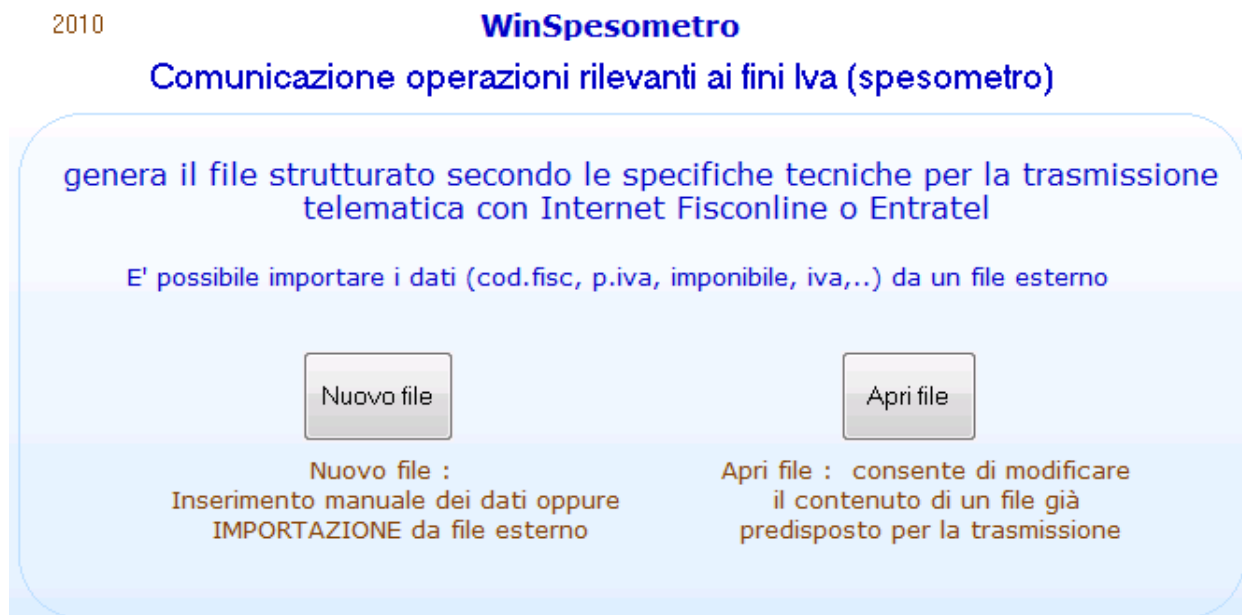 2010
WinSpesometro
Comunicazione operazioni rilevanti ai fini Iva (spesometro)
genera il file strutturato secondo le specifiche tecniche per la trasmissione
telematica con Internet Fisconline o Entratel
E' possibile importare i dati (cod.fisc, p.iva, imponibile, iva,..) da un file esterno
Nuovo file
Nuovo file :
Inserimento manuale dei dati oppure
IMPORTAZIONE da file esterno
Apri file
Apri file : consente di modificare
il contenuto di un file già
predisposto per la trasmissione